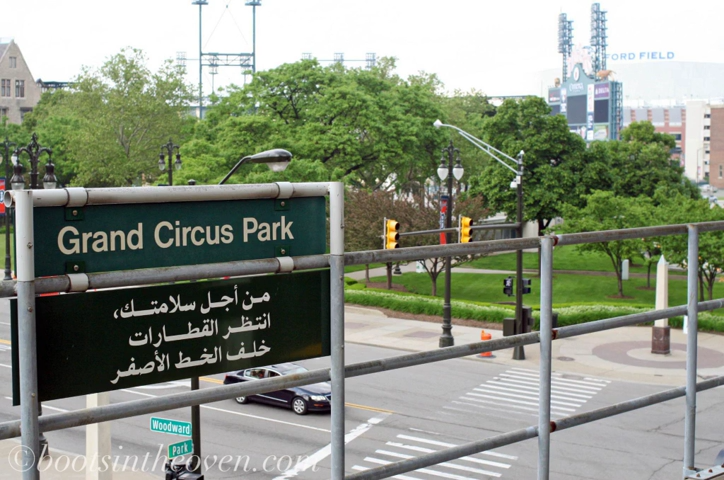 FORD FIELD
Grand Circus Park
من أجل سلامتك،
انتظر القطارات
خلف الخط الأصفر
Woodward
Park
©bootsintheoven.com